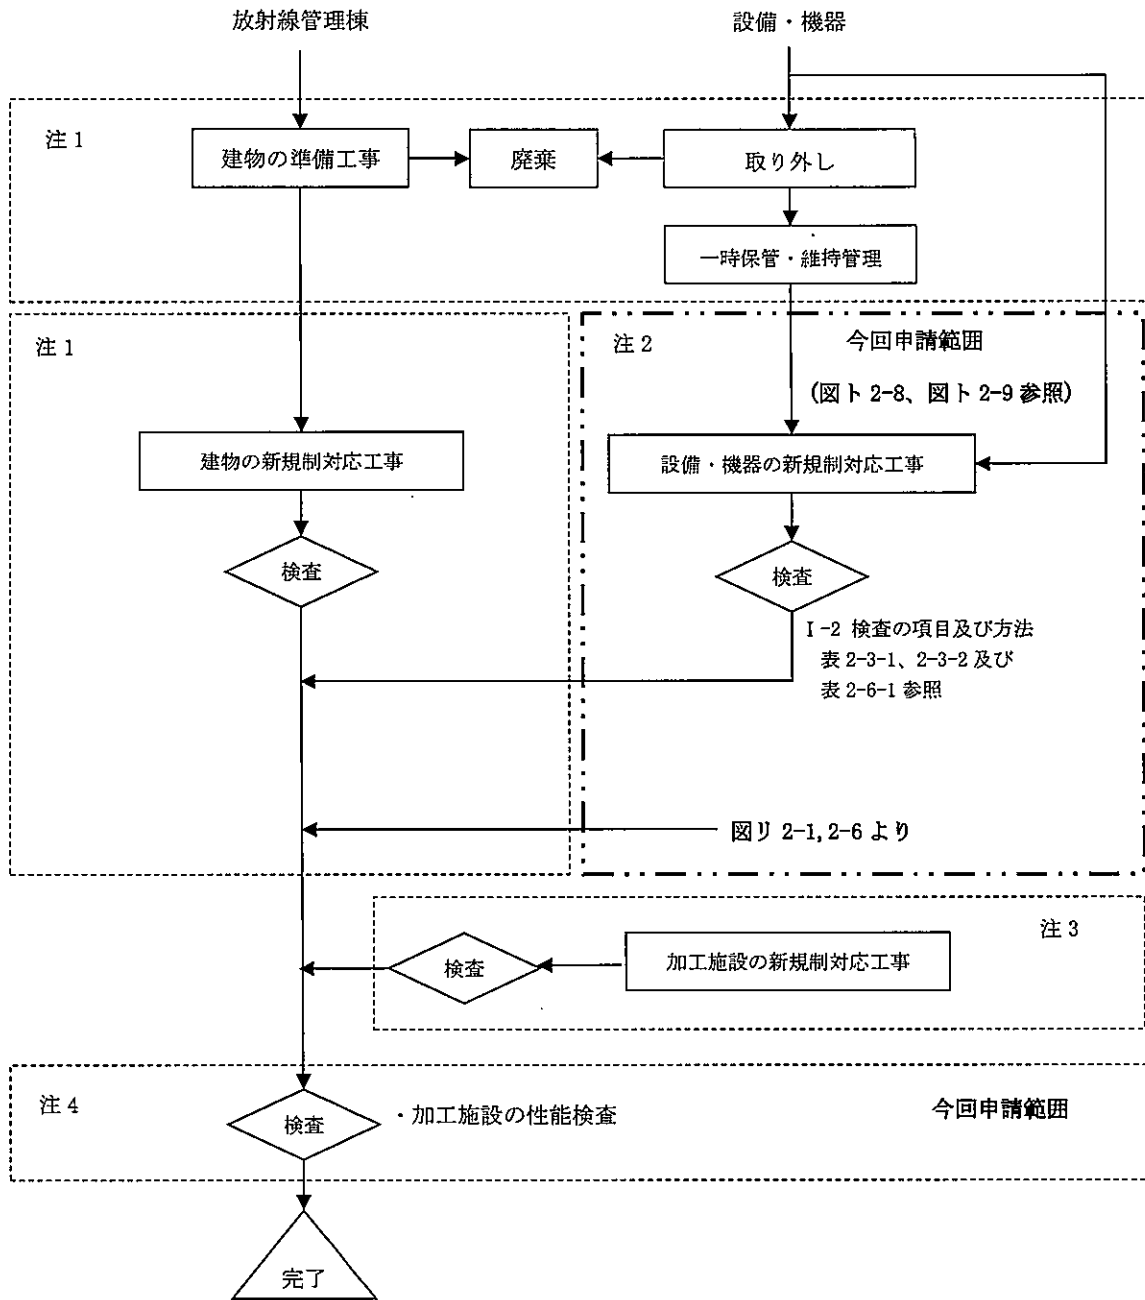 放射線管理棟
設備・機器
注 1
建物の準備工事
廃棄
取り外し
一時保管・維持管理
注 1
注 2
今回申請範囲
(図ト 2-8、図ト 2-9 参照)
建物の新規制対応工事
設備・機器の新規制対応工事
検査
検査
Ⅰ-2 検査の項目及び方法
表 2-3-1、2-3-2 及び
表 2-6-1 参照
図リ 2-1, 2-6 より
注 3
検査
加工施設の新規制対応工事
注 4
検査
・加工施設の性能検査
今回申請範囲
完了